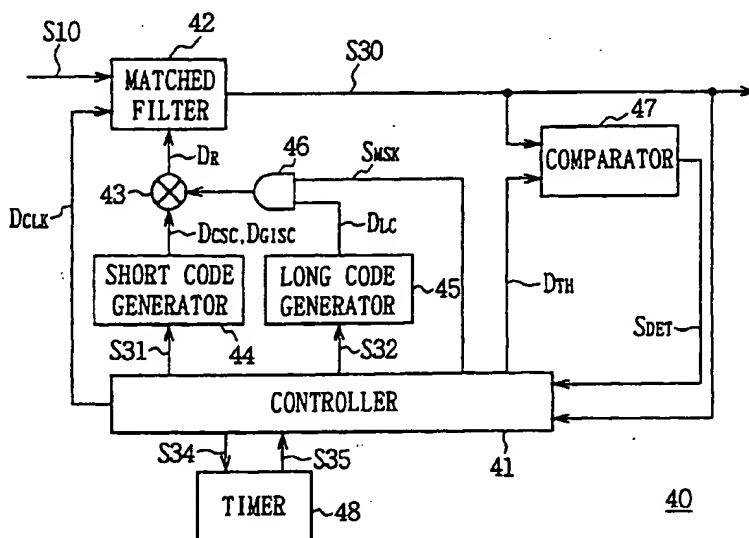 S10
42
S30
MATCHED
FILTER
47
COMPARATOR
46
SMSK
DR
43
DCLK
DCSC, DGISC
DLC
SHORT CODE
GENERATOR
LONG CODE
GENERATOR
45
DTH
SDET
S31
44
S32
CONTROLLER
S34
S35
41
TIMER
48
40